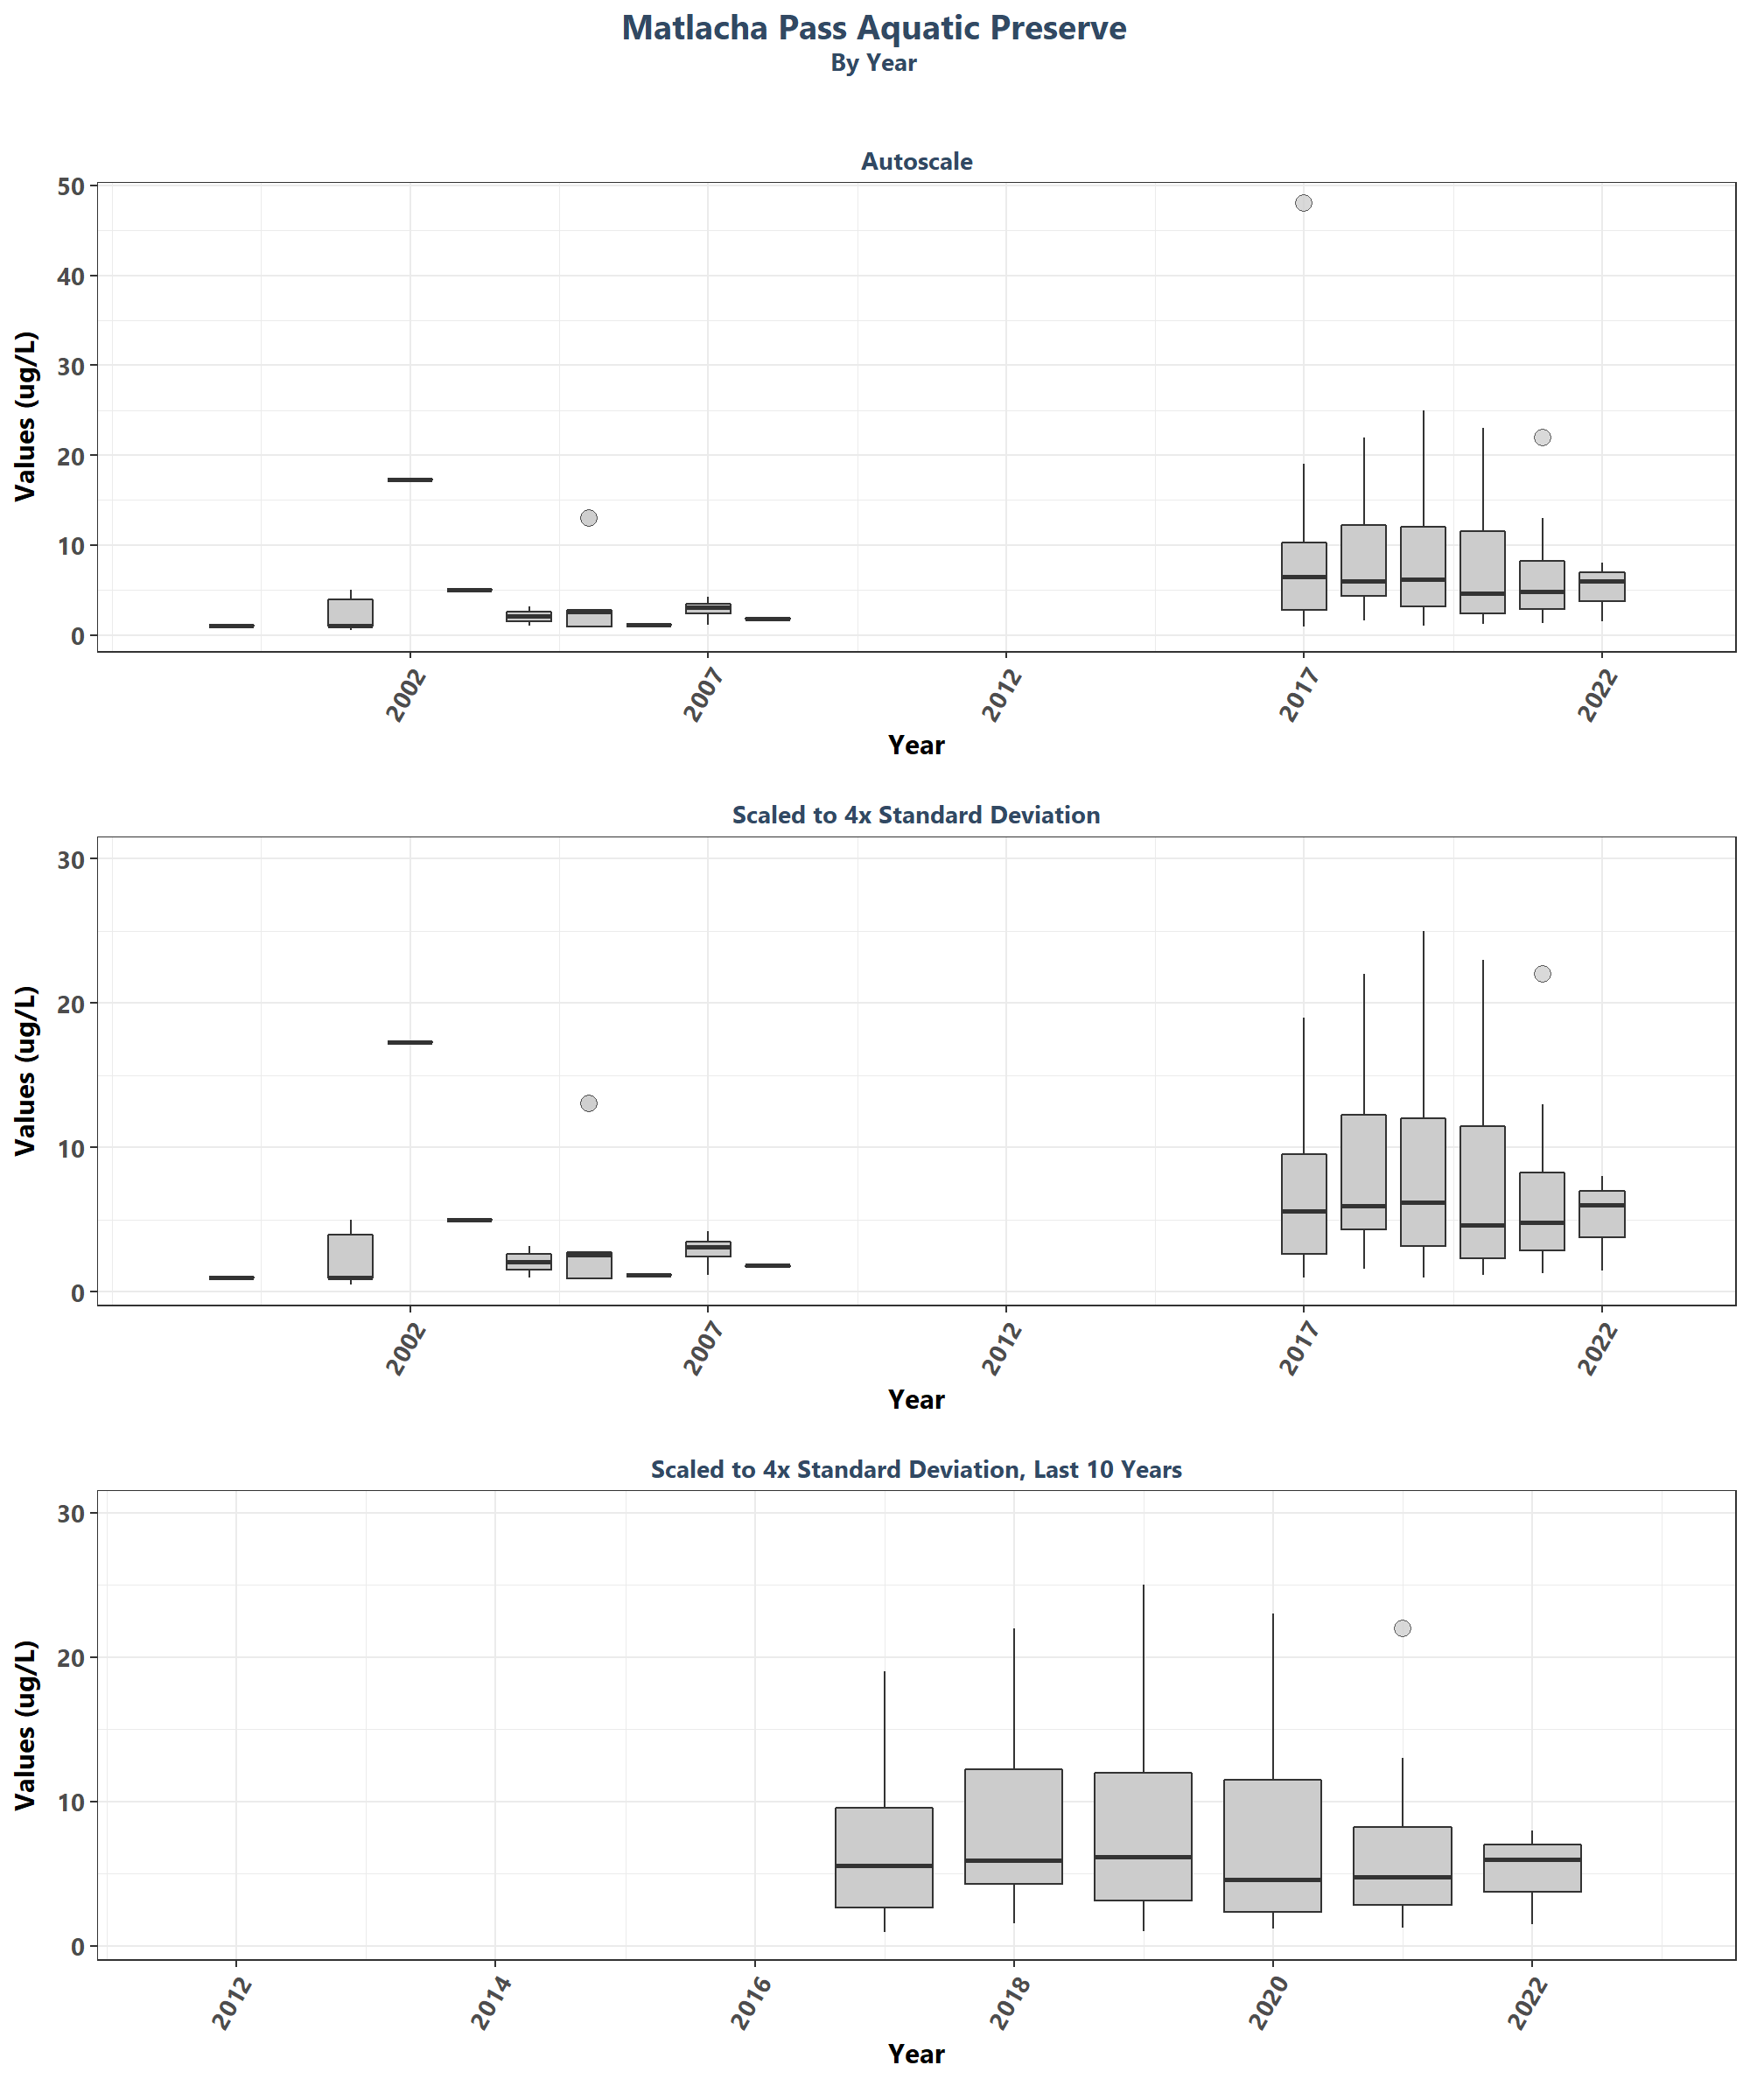 Matlacha Pass Aquatic Preserve
By Year
Autoscale
50
40
30
20
10
0
Values (ug/L)
2002
2007
2012
2017
2022
Year
Scaled to 4x Standard Deviation
30
20
10
0
Values (ug/L)
2002
2007
2012
2017
2022
Year
Scaled to 4x Standard Deviation, Last 10 Years
30
20
10
0
Values (ug/L)
2012
2014
2016
2018
2020
2022
Year